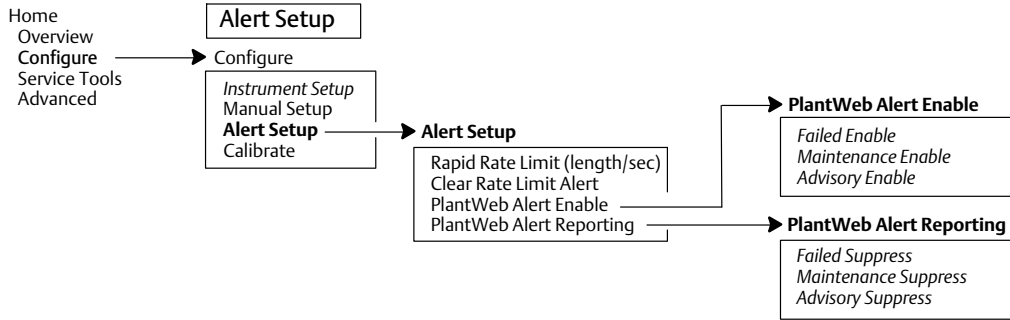 Home
Overview
Configure
Service Tools
Advanced
Alert Setup
Configure
Instrument Setup
Manual Setup
Alert Setup
Calibrate
Alert Setup
Rapid Rate Limit (length/sec)
Clear Rate Limit Alert
PlantWeb Alert Enable
PlantWeb Alert Reporting
PlantWeb Alert Enable
Failed Enable
Maintenance Enable
Advisory Enable
PlantWeb Alert Reporting
Failed Suppress
Maintenance Suppress
Advisory Suppress